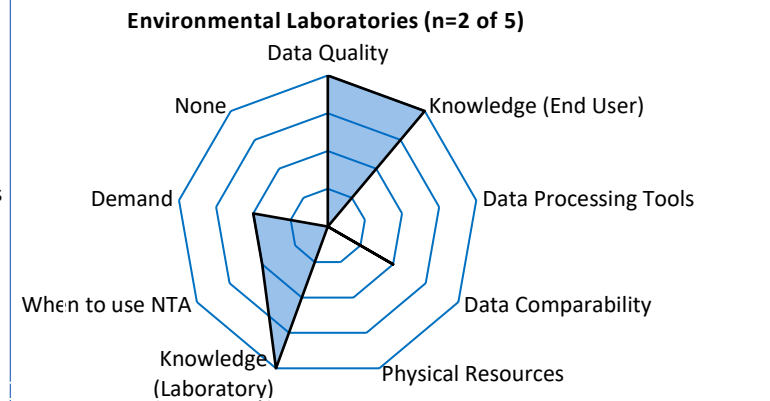 Environmental Laboratories (n=2 of 5)
Data Quality
None
Knowledge (End User)
Demand
Data Processing Tools
When to use NTA
Data Comparability
Knowledge
(Laboratory)
Physical Resources